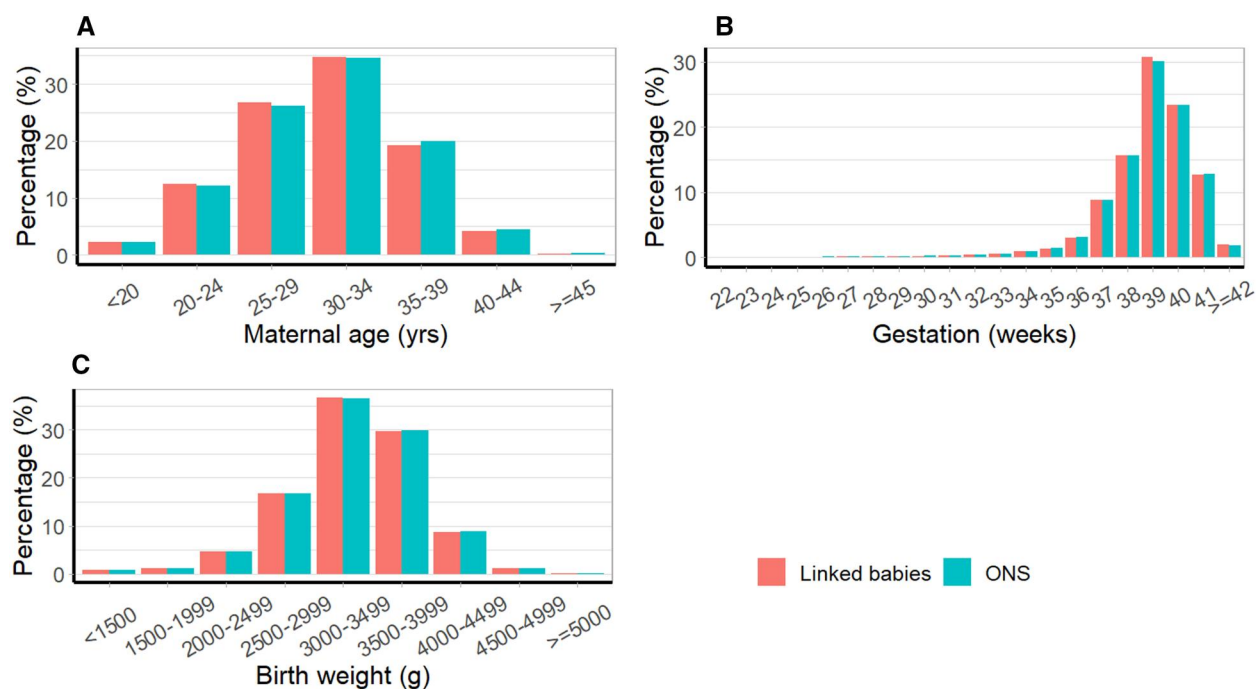 A
Percentage (%)
30
20
10
0
<20 20-24 25-29 30-34 35-39 40-44 >=45
Maternal age (yrs)
B
Percentage (%)
30
20
10
0
22 23 24 25 26 27 28 29 30 31 32 33 34 35 36 37 38 39 40 41 >=42
Gestation (weeks)
C
Percentage (%)
30
20
10
0
<1500 1500-1999 2000-2499 2500-2999 3000-3499 3500-3999 4000-4499 4500-4999 >=5000
Birth weight (g)
Linked babies ONS